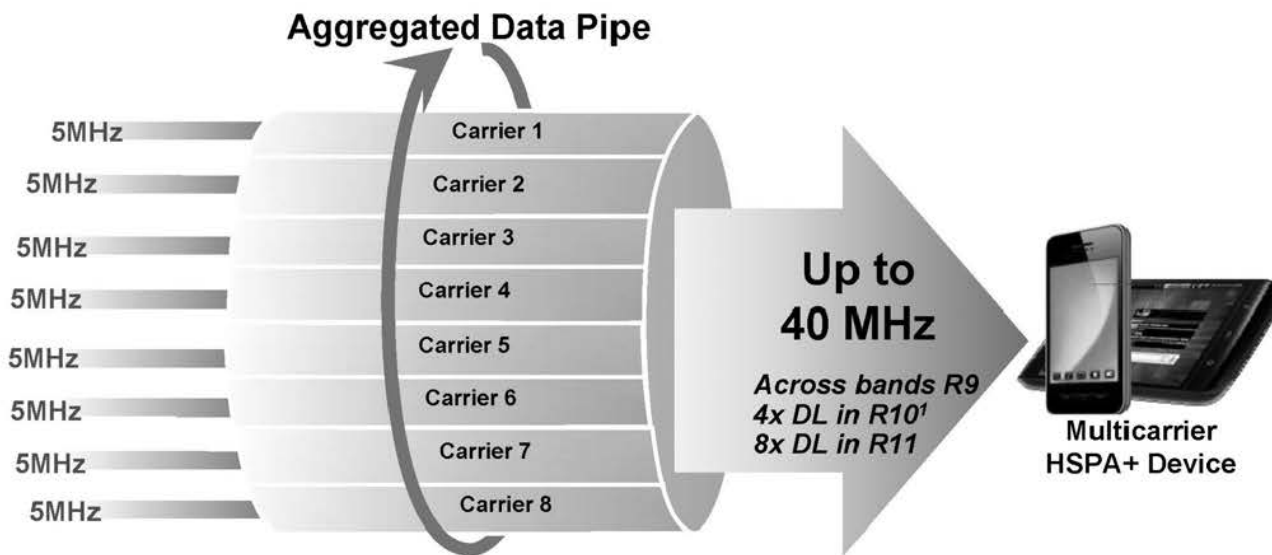 Aggregated Data Pipe
5MHz
Carrier 1
5MHz
Carrier 2
5MHz
Carrier 3
5MHz
Carrier 4
5MHz
Carrier 5
5MHz
Carrier 6
5MHz
Carrier 7
5MHz
Carrier 8
Up to
40 MHz
Across bands R9
4x DL in R10¹
8x DL in R11
Multicarrier
HSPA+ Device